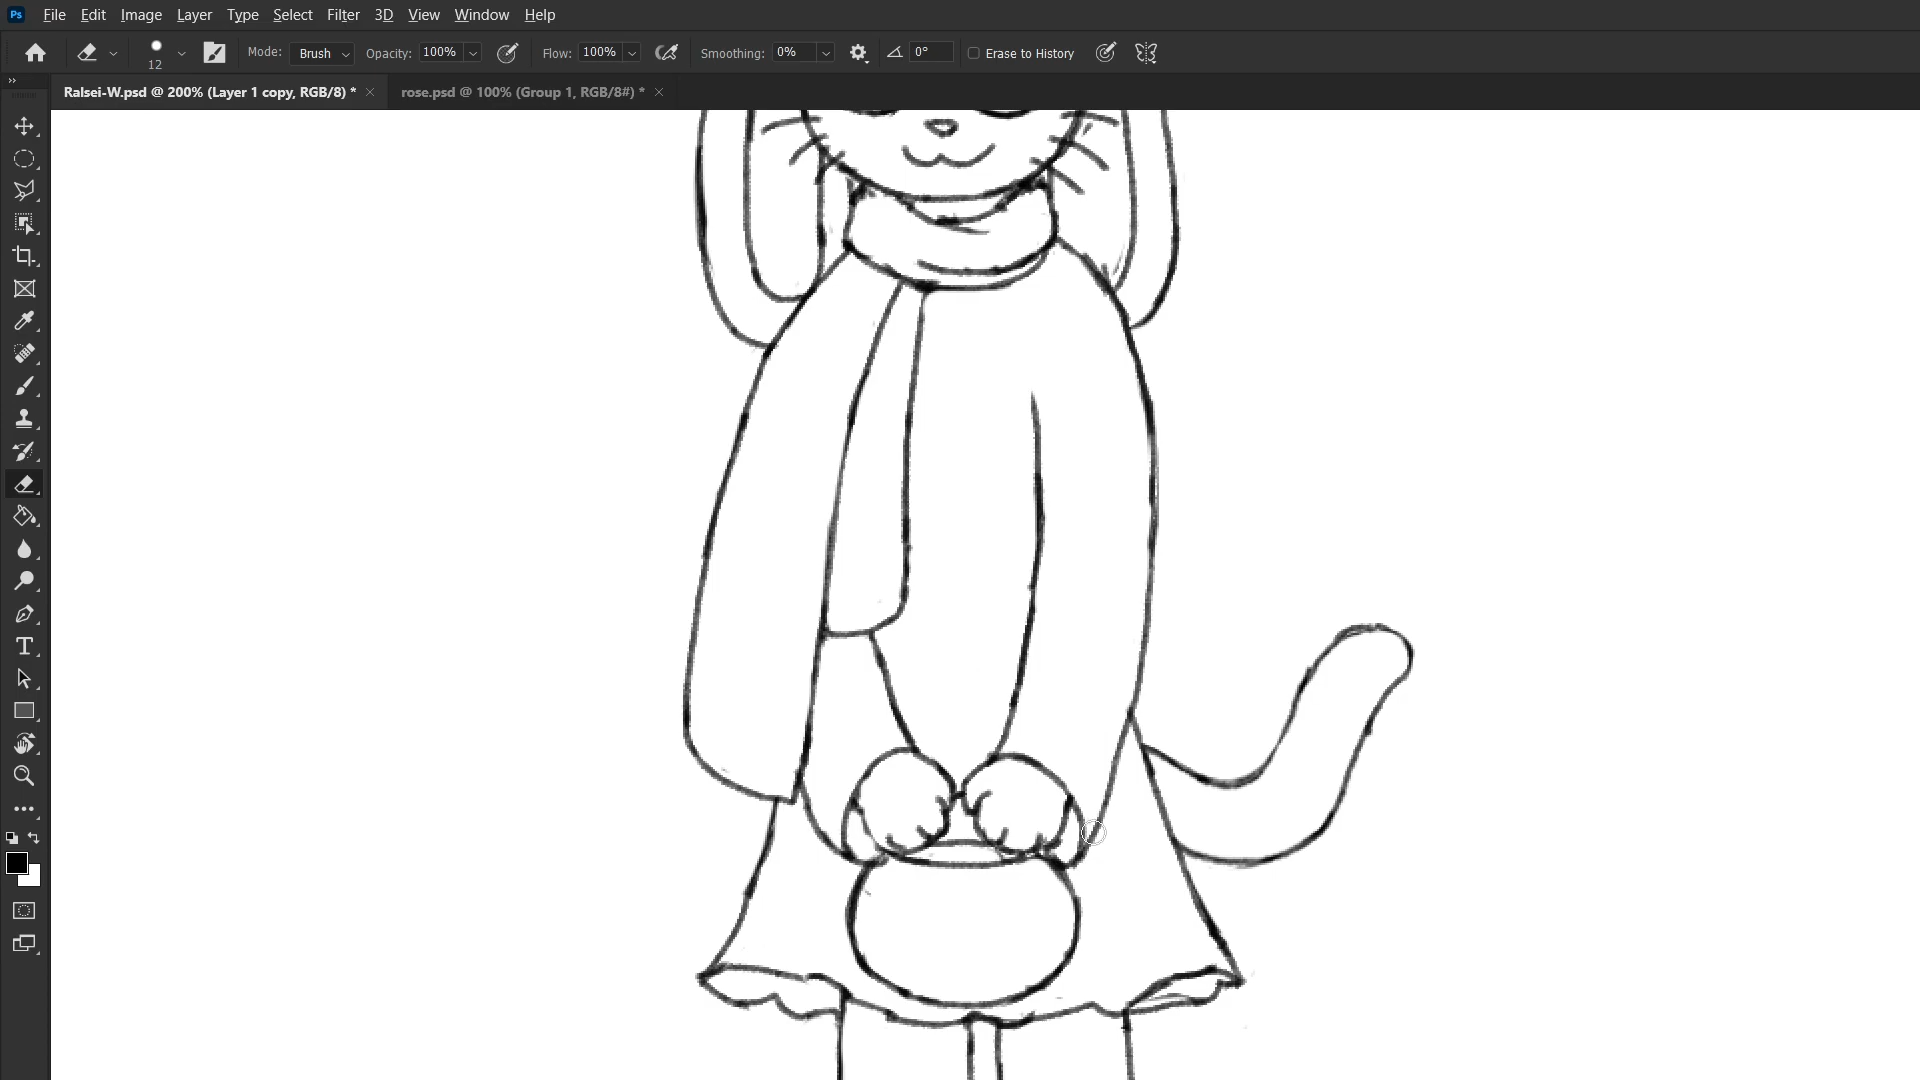 Ps File Edit Image Layer Type Select Filter 3D View Window Help
12 Mode: Brush Opacity: 100% Flow: 100% Smoothing: 0% 0° Erase to History
Ralsei-W.psd @ 200% (Layer 1 copy, RGB/8) * rose.psd @ 100% (Group 1, RGB/8#) *